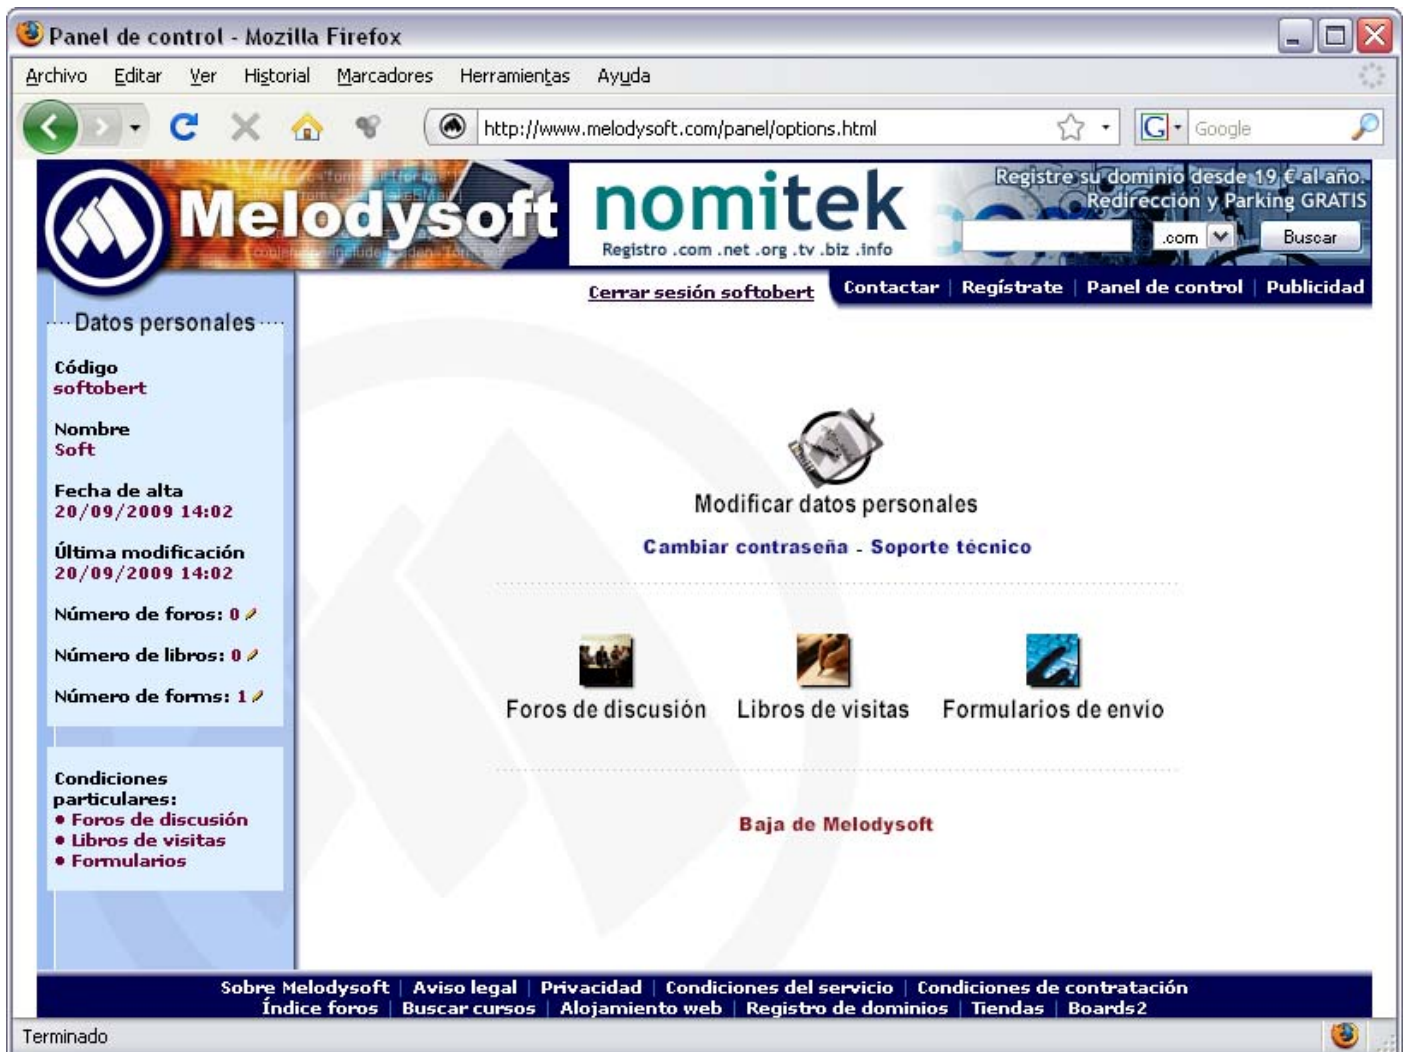 Panel de control - Mozilla Firefox
Archivo Editar Ver Historial Marcadores Herramientas Ayuda
http://www.melodysoft.com/panel/options.html
Google
Melodysoft
nomitek
Registro .com .net .org .tv .biz .info
Registre su dominio desde 19 € al año.
Redireccion y Parking GRATIS
.com Buscar
Cerrar sesión softobert
Contactar | Regístrate | Panel de control | Publicidad
Datos personales
Código
softobert
Nombre
Soft
Fecha de alta
20/09/2009 14:02
Última modificación
20/09/2009 14:02
Número de foros: 0
Número de libros: 0
Número de forms: 1
Condiciones
particulares:
• Foros de discusión
• Libros de visitas
• Formularios
Modificar datos personales
Cambiar contraseña - Soporte técnico
Foros de discusión Libros de visitas Formularios de envío
Baja de Melodysoft
Sobre Melodysoft | Aviso legal | Privacidad | Condiciones del servicio | Condiciones de contratación
Índice foros | Buscar cursos | Alojamiento web | Registro de dominios | Tiendas | Boards2
Terminado